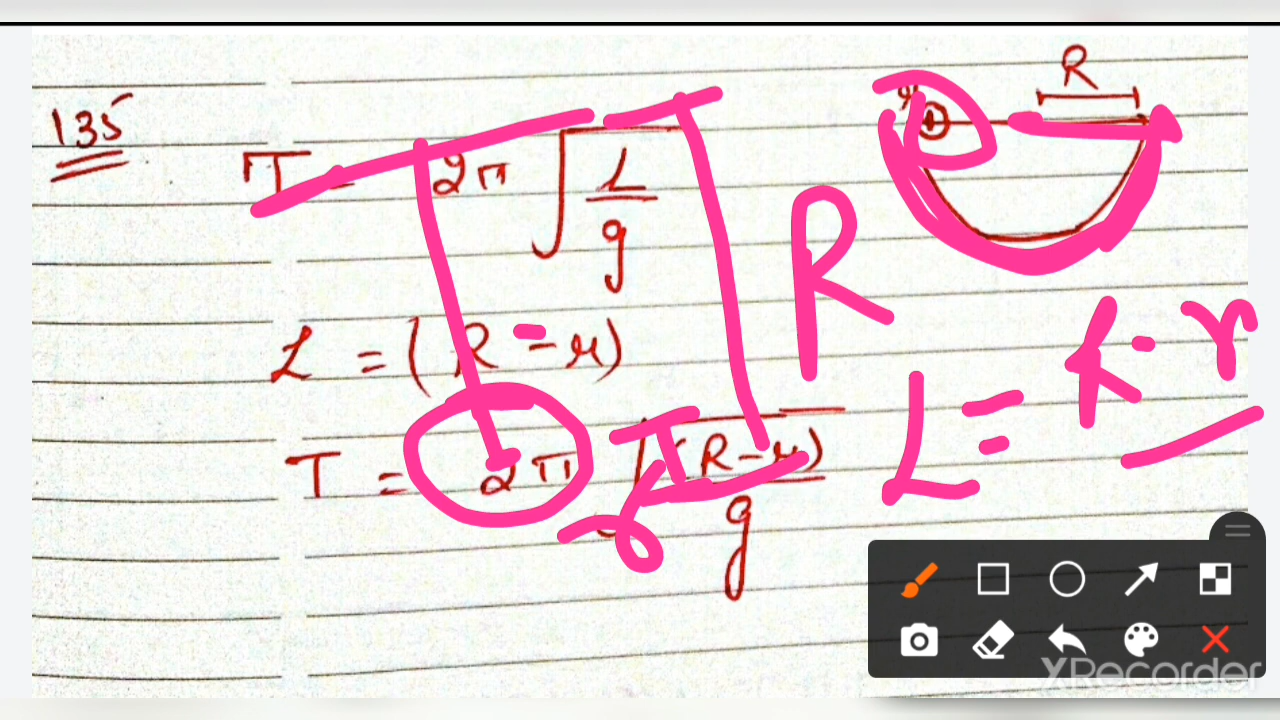 135
R
r
T = 2π √(L/g)
R
L = (R - r)
L = R - r
T = 2π √((R - r)/g)
XRecorder